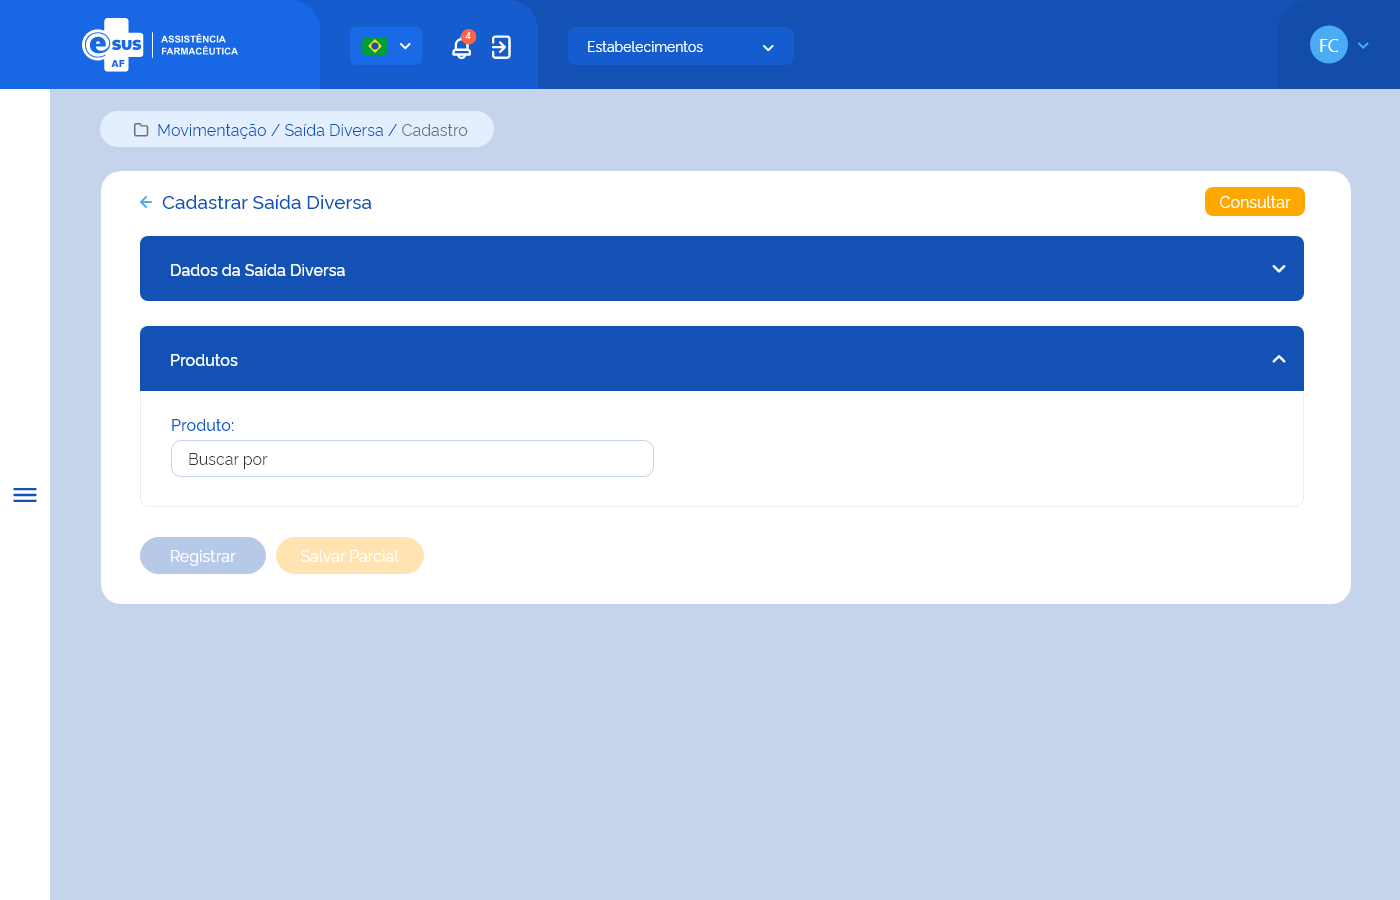 e sus AF
ASSISTÊNCIA
FARMACÊUTICA
4
Estabelecimentos
FC
Movimentação / Saída Diversa / Cadastro
Cadastrar Saída Diversa
Consultar
Dados da Saída Diversa
Produtos
Produto:
Buscar por
Registrar
Salvar Parcial